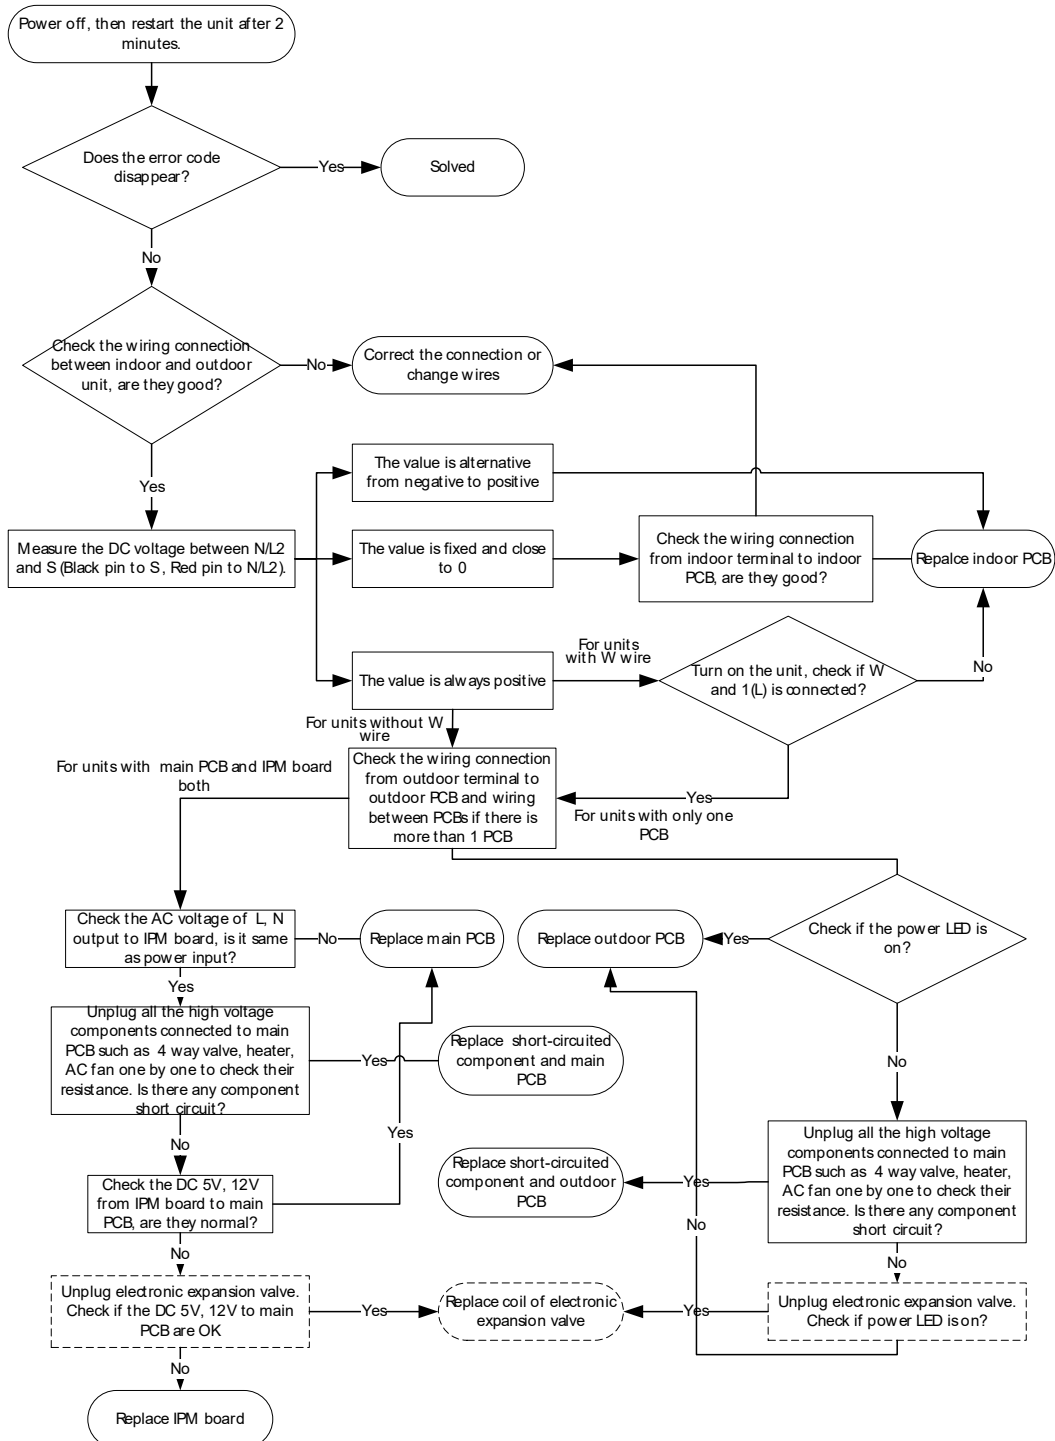 Power off, then restart the unit after 2
minutes.
Does the error code
disappear?
Yes
Solved
No
Check the wiring connection
between indoor and outdoor
unit, are they good?
No
Correct the connection or
change wires
Yes
The value is alternative
from negative to positive
Measure the DC voltage between N/L2
and S (Black pin to S, Red pin to N/L2).
The value is fixed and close
to 0
Check the wiring connection
from indoor terminal to indoor
PCB, are they good?
Repalce indoor PCB
For units
with W wire
The value is always positive
Turn on the unit, check if W
and 1(L) is connected?
No
For units without W
wire
For units with main PCB and IPM board
both
Check the wiring connection
from outdoor terminal to
outdoor PCB and wiring
between PCBs if there is
more than 1 PCB
Yes
For units with only one
PCB
Check the AC voltage of L, N
output to IPM board, is it same
as power input?
No
Replace main PCB
Replace outdoor PCB
Yes
Check if the power LED is
on?
Yes
Unplug all the high voltage
components connected to main
PCB such as 4 way valve, heater,
AC fan one by one to check their
resistance. Is there any component
short circuit?
Yes
Replace short-circuited
component and main
PCB
No
No
Yes
Check the DC 5V, 12V
from IPM board to main
PCB, are they normal?
Replace short-circuited
component and outdoor
PCB
Yes
Unplug all the high voltage
components connected to main
PCB such as 4 way valve, heater,
AC fan one by one to check their
resistance. Is there any component
short circuit?
No
No
No
Unplug electronic expansion valve.
Check if the DC 5V, 12V to main
PCB are OK
Yes
Replace coil of electronic
expansion valve
Yes
Unplug electronic expansion valve.
Check if power LED is on?
No
Replace IPM board